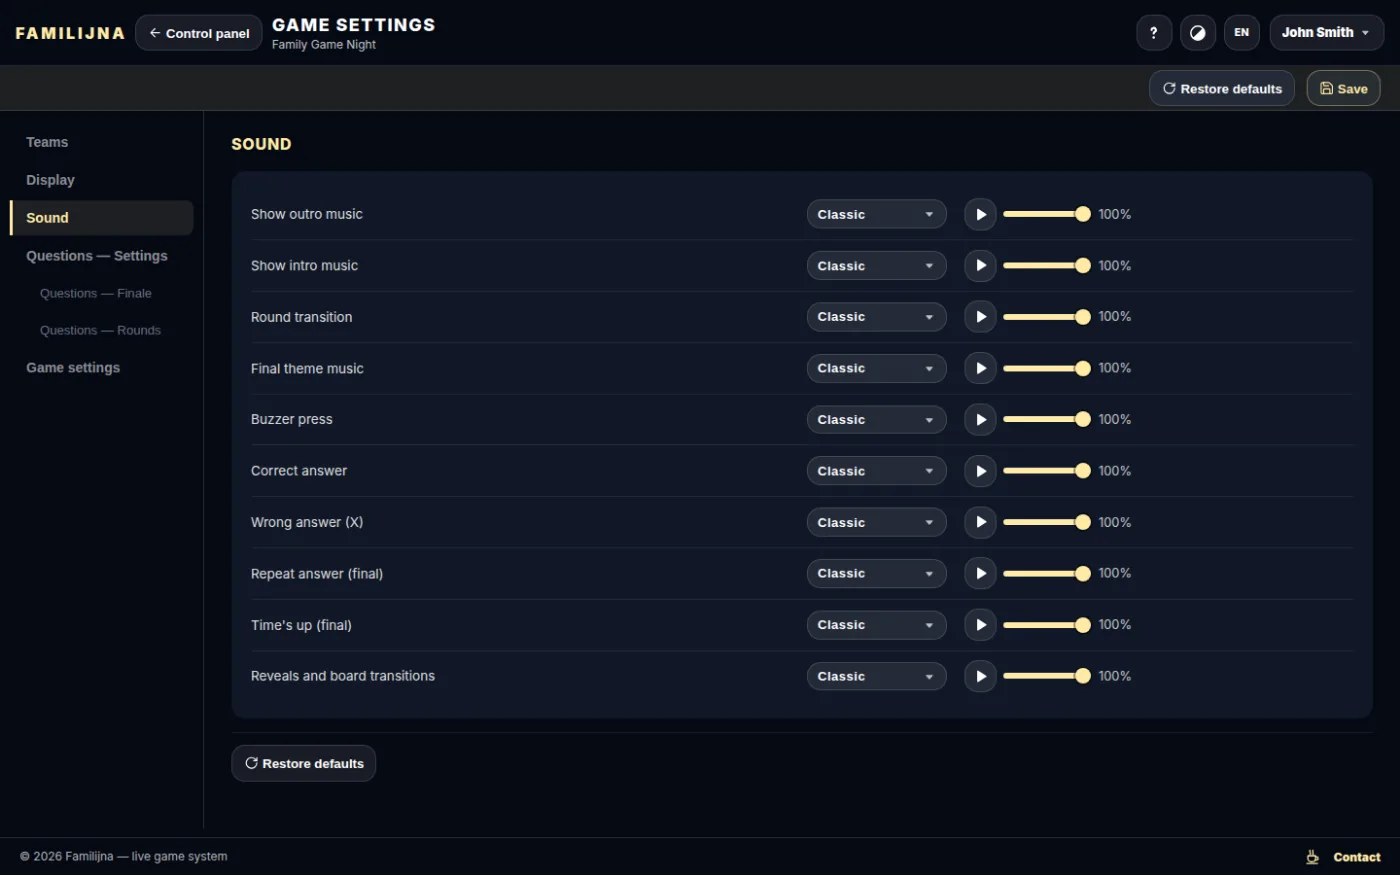 FAMILIJNA
← Control panel
GAME SETTINGS
Family Game Night
?
EN
John Smith
Restore defaults
Save
Teams
Display
Sound
Questions — Settings
Questions — Finale
Questions — Rounds
Game settings
SOUND
Show outro music Classic 100%
Show intro music Classic 100%
Round transition Classic 100%
Final theme music Classic 100%
Buzzer press Classic 100%
Correct answer Classic 100%
Wrong answer (X) Classic 100%
Repeat answer (final) Classic 100%
Time's up (final) Classic 100%
Reveals and board transitions Classic 100%
Restore defaults
© 2026 Familijna — live game system
Contact